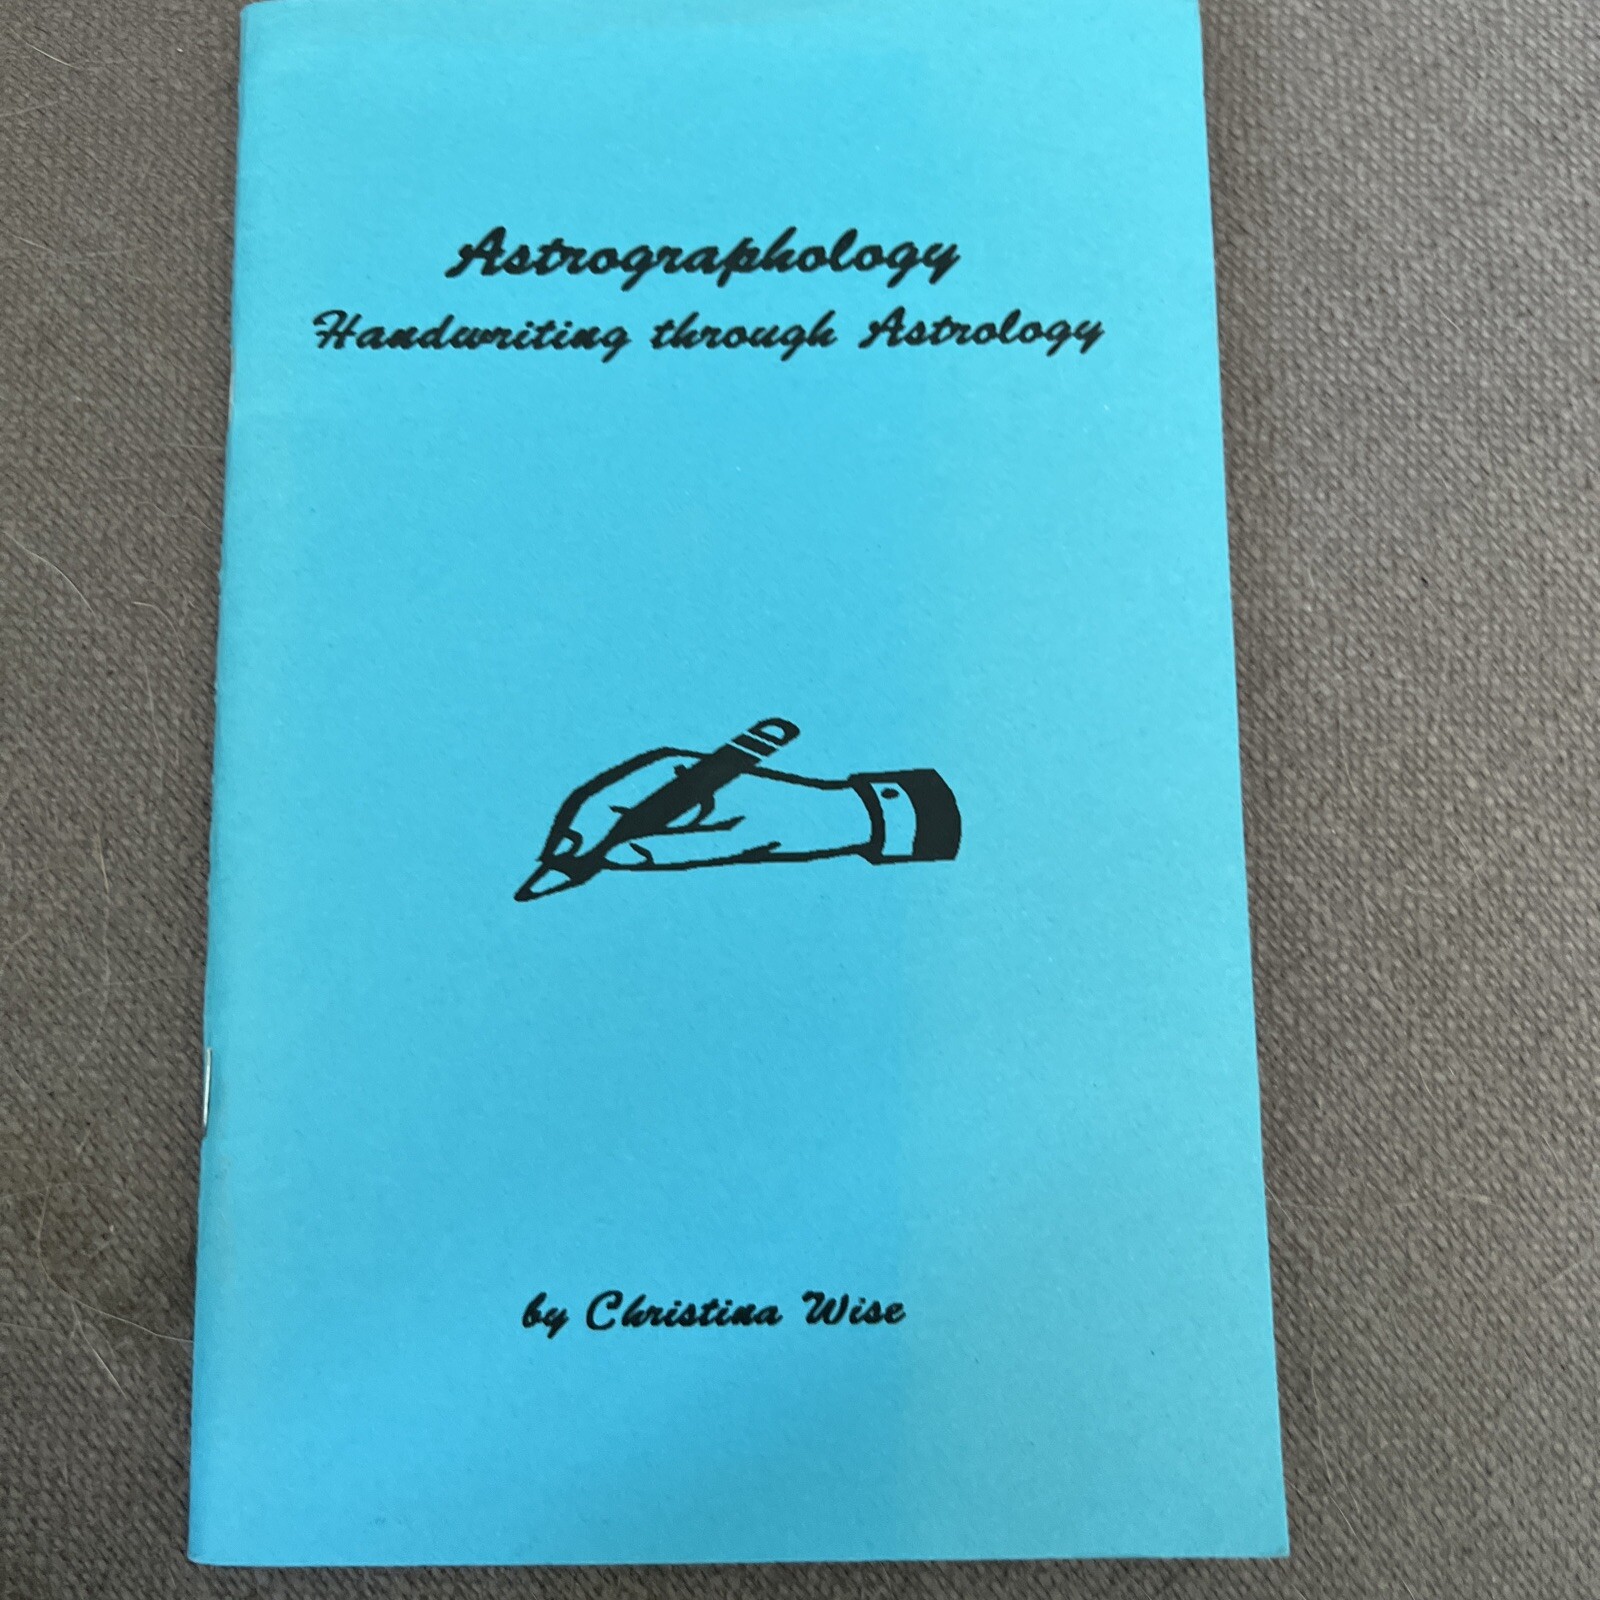 Astrographology
Handwriting through Astrology
by Christina Wise